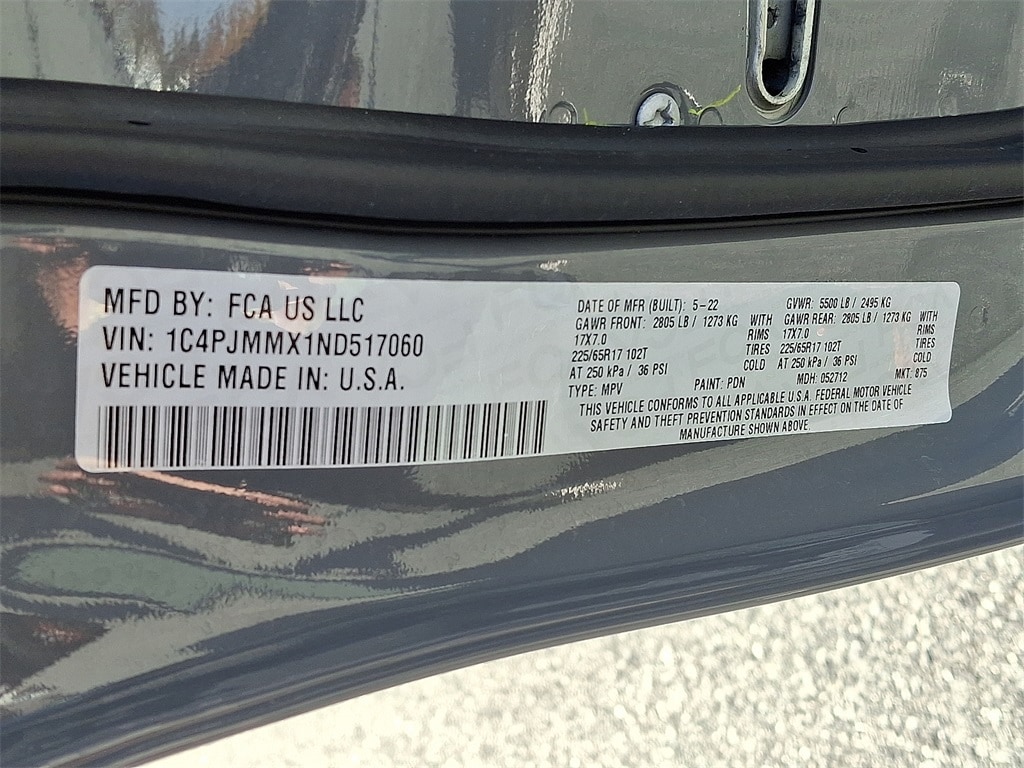 MFD BY: FCA US LLC
VIN: 1C4PJMMX1ND517060
VEHICLE MADE IN: U.S.A.
DATE OF MFR (BUILT): 5-22 GVWR: 5500 LB / 2495 KG
GAWR FRONT: 2805 LB / 1273 KG WITH GAWR REAR: 2805 LB / 1273 KG WITH
17X7.0 RIMS 17X7.0 RIMS
225/65R17 102T TIRES 225/65R17 102T TIRES
AT 250 kPa / 36 PSI COLD AT 250 kPa / 36 PSI COLD
TYPE: MPV PAINT: PDN MDH: 052712 MKT: 875
THIS VEHICLE CONFORMS TO ALL APPLICABLE U.S.A. FEDERAL MOTOR VEHICLE
SAFETY AND THEFT PREVENTION STANDARDS IN EFFECT ON THE DATE OF
MANUFACTURE SHOWN ABOVE.